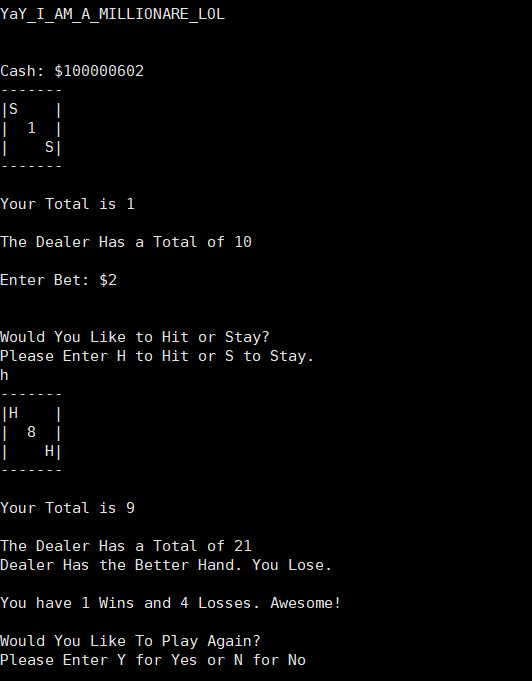 YaY_I_AM_A_MILLIONARE_LOL
Cash: $100000602
-------
|S    |
|  1  |
|    S|
-------
Your Total is 1
The Dealer Has a Total of 10
Enter Bet: $2
Would You Like to Hit or Stay?
Please Enter H to Hit or S to Stay.
h
-------
|H    |
|  8  |
|    H|
-------
Your Total is 9
The Dealer Has a Total of 21
Dealer Has the Better Hand. You Lose.
You have 1 Wins and 4 Losses. Awesome!
Would You Like To Play Again?
Please Enter Y for Yes or N for No